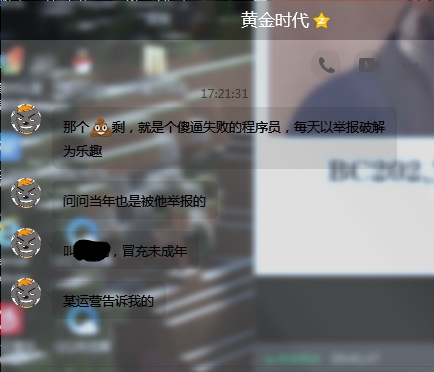 黄金时代
17:21:31
那个💩剩，就是个傻逼失败的程序员，每天以举报破解
为乐趣
问问当年也是被他举报的
叫，冒充未成年
某运营告诉我的
BC202